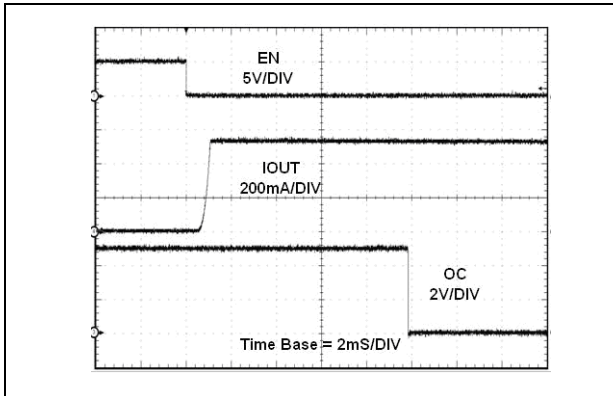 EN
5V/DIV
IOUT
200mA/DIV
OC
2V/DIV
Time Base = 2mS/DIV